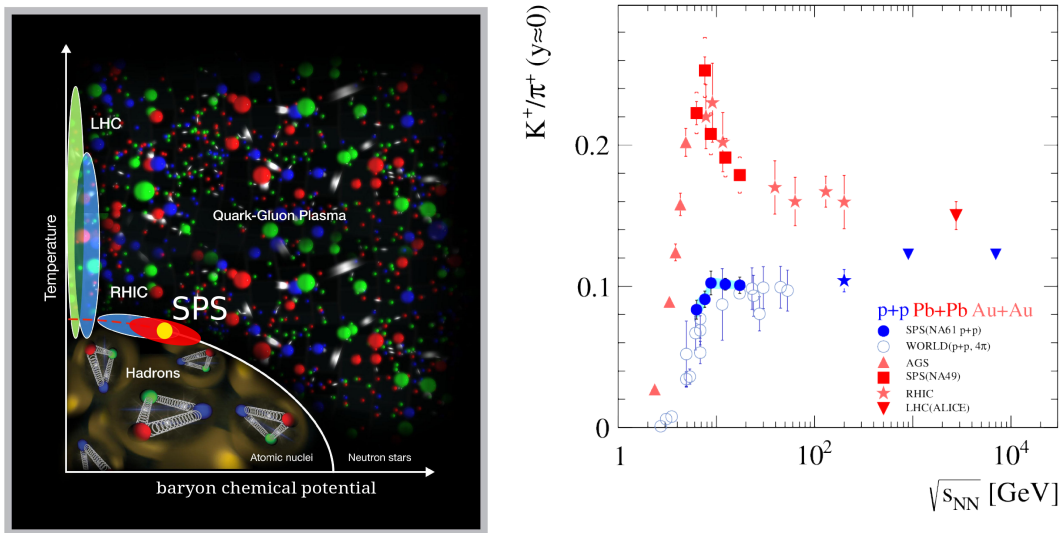 LHC
Quark-Gluon Plasma
Temperature
RHIC
SPS
Hadrons
Atomic nuclei
Neutron stars
baryon chemical potential
K⁺/π⁺ (y≈0)
0.2
0.1
0
1
10²
10⁴
√sNN [GeV]
p+p Pb+Pb Au+Au
SPS(NA61 p+p)
WORLD(p+p, 4π)
AGS
SPS(NA49)
RHIC
LHC(ALICE)